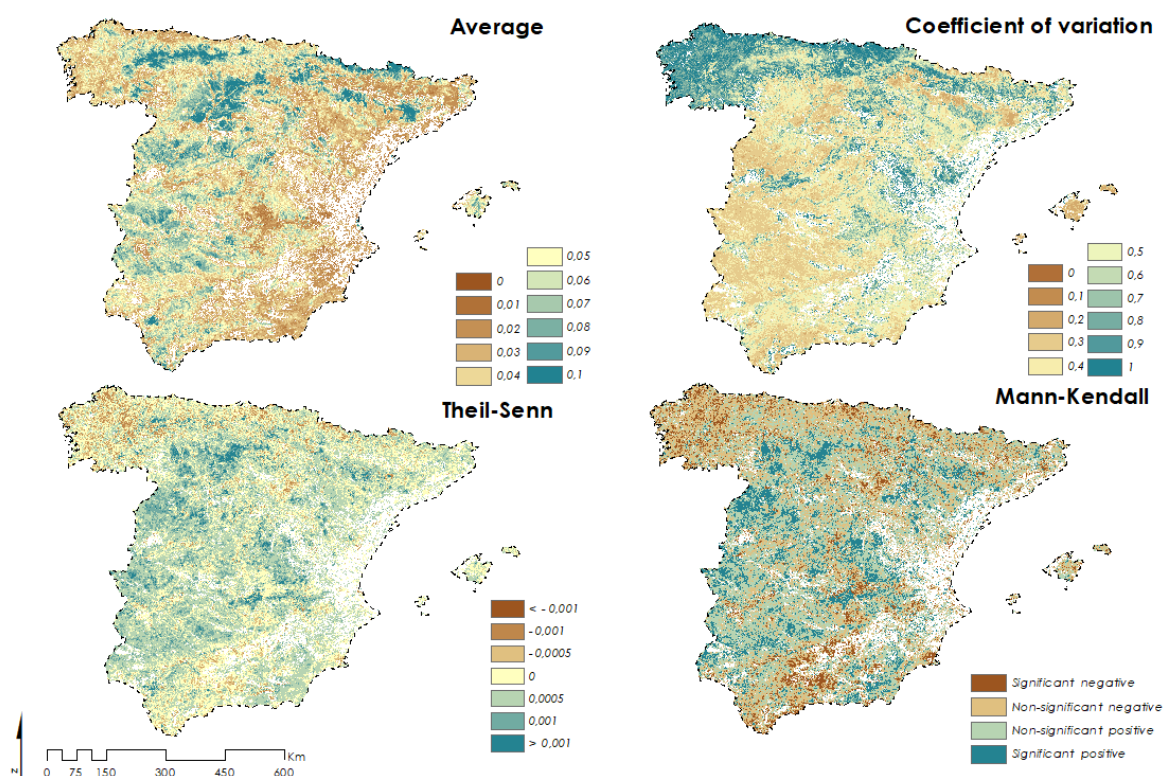 Average
0
0,01
0,02
0,03
0,04
0,05
0,06
0,07
0,08
0,09
0,1
Coefficient of variation
0
0,1
0,2
0,3
0,4
0,5
0,6
0,7
0,8
0,9
1
Theil-Senn
< - 0,001
- 0,001
- 0,0005
0
0,0005
0,001
> 0,001
Mann-Kendall
Significant negative
Non-significant negative
Non-significant positive
Significant positive
N
Km
0 75 150 300 450 600